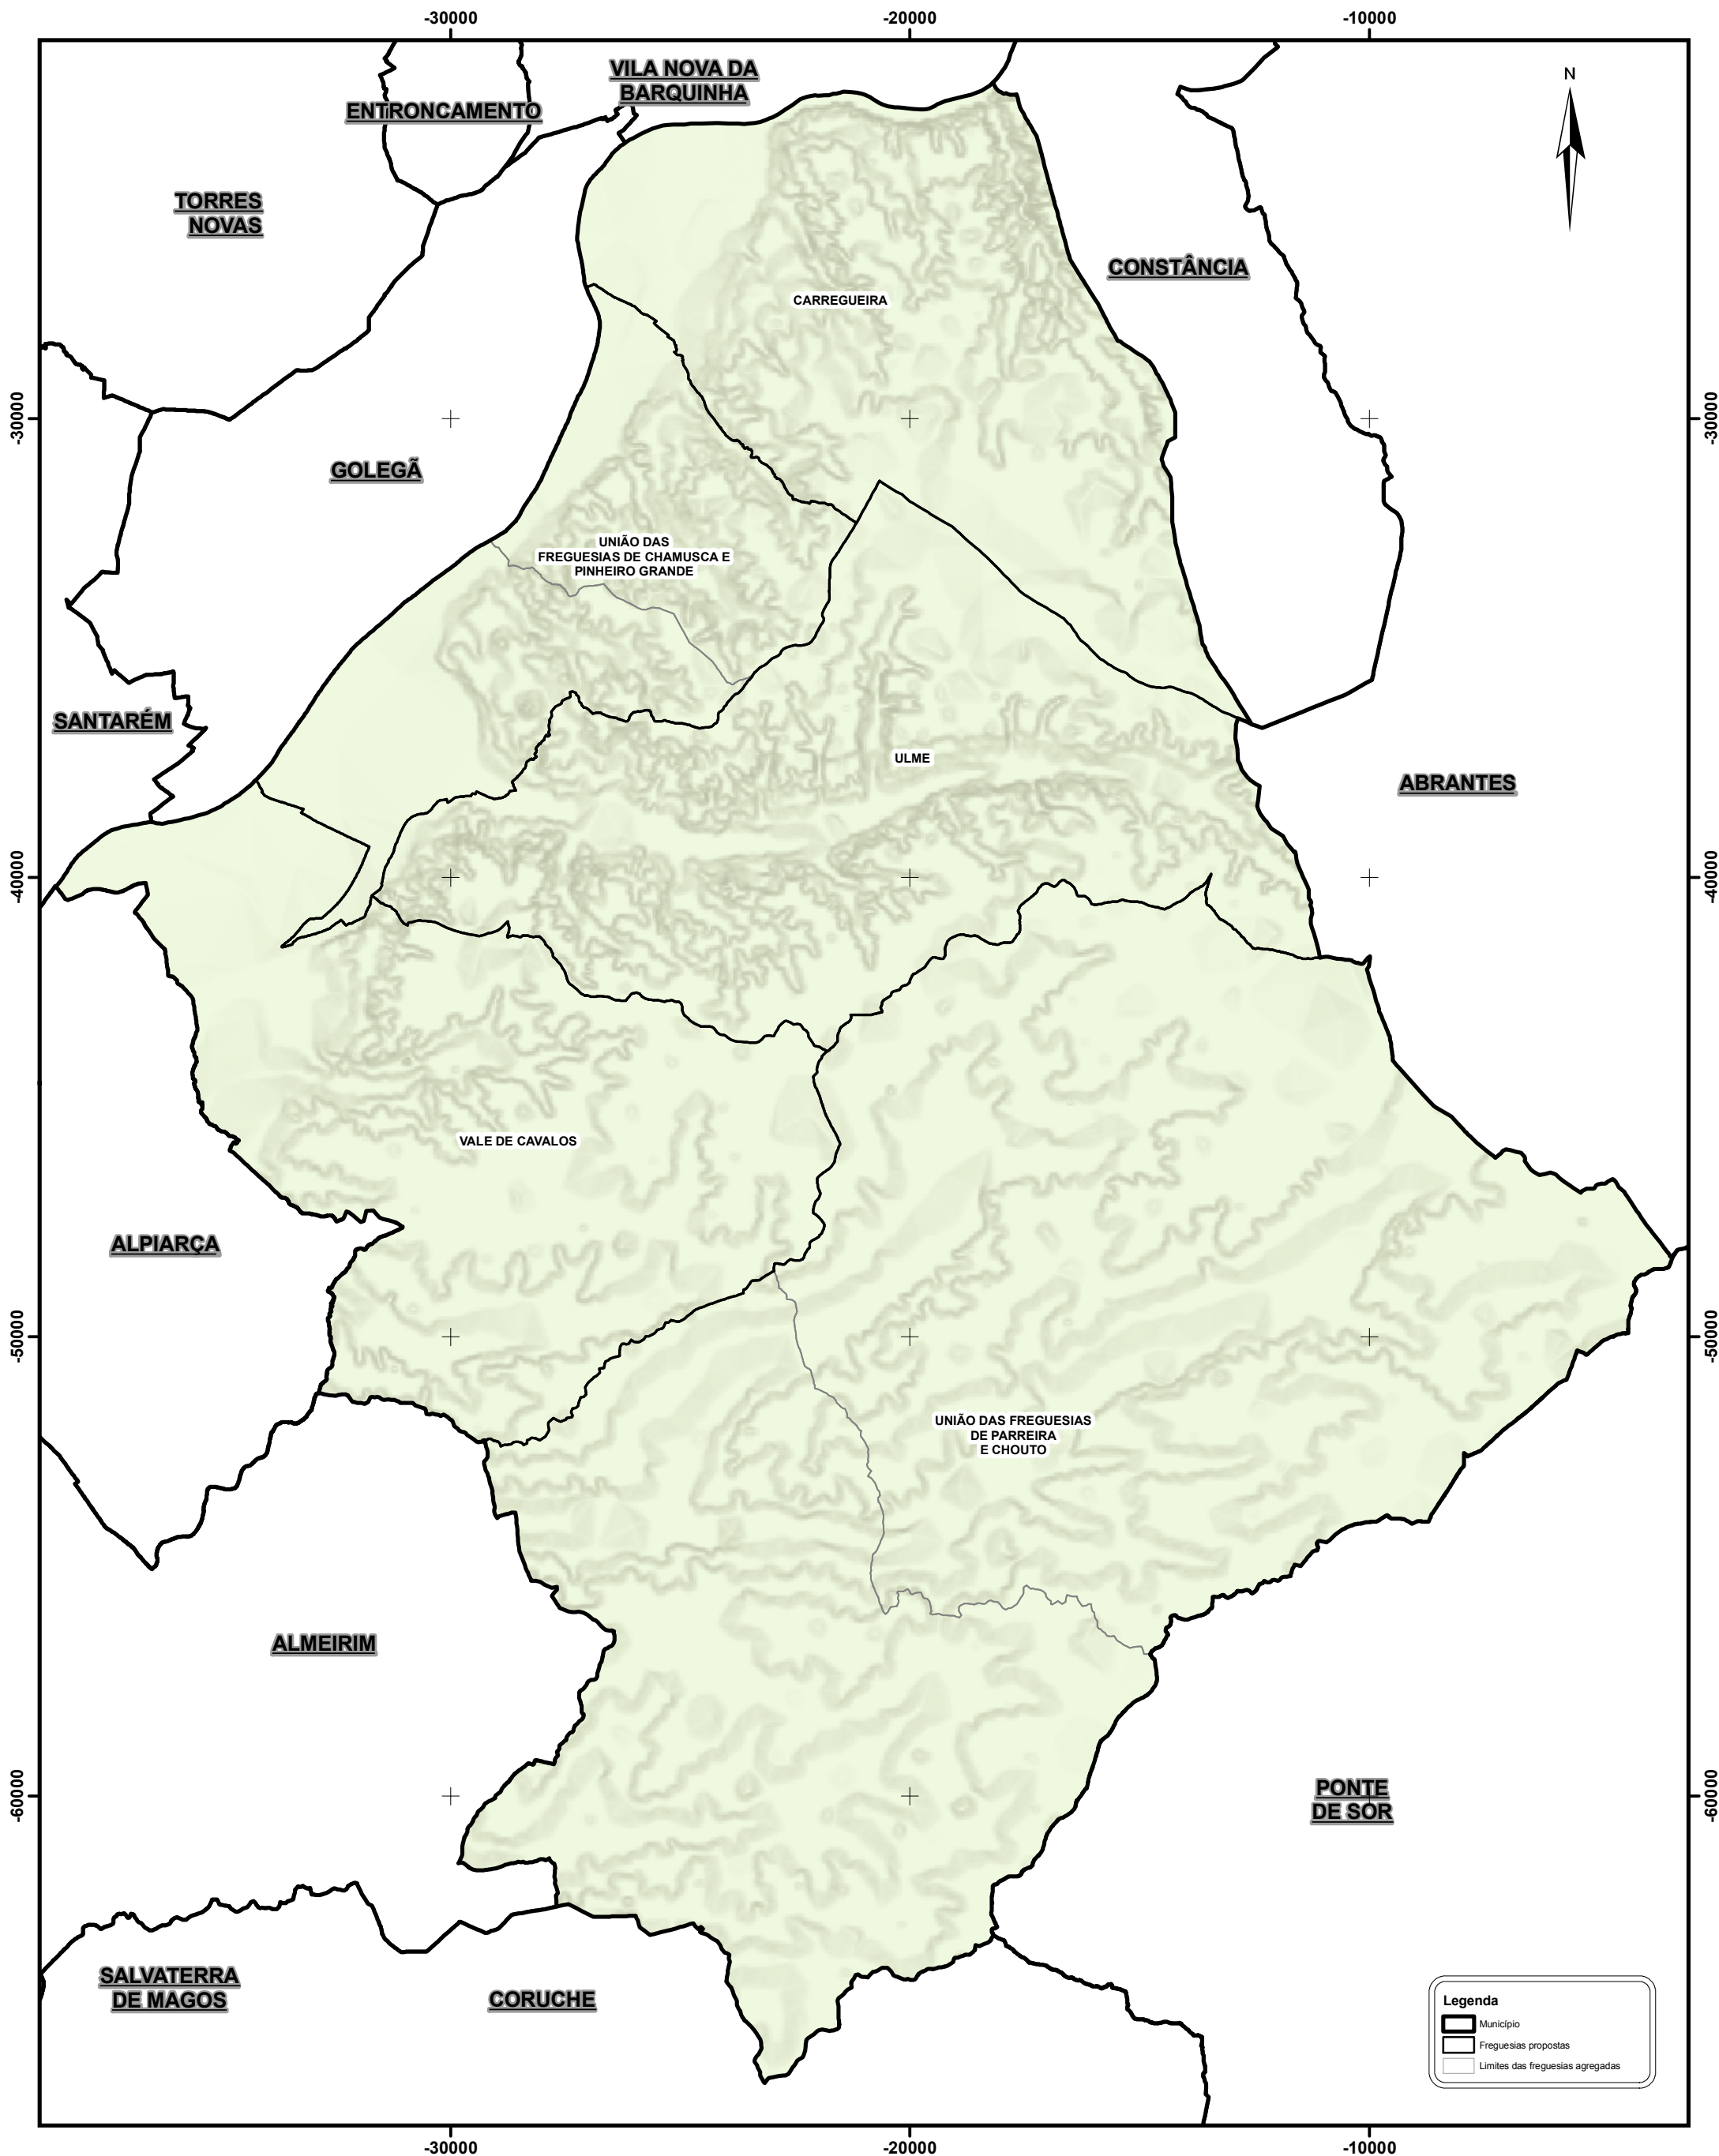 -30000
-20000
-10000
N
VILA NOVA DA
BARQUINHA
ENTRONCAMENTO
TORRES
NOVAS
CONSTÂNCIA
CARREGUEIRA
-30000
-30000
GOLEGÃ
UNIÃO DAS
FREGUESIAS DE CHAMUSCA E
PINHEIRO GRANDE
SANTARÉM
ULME
ABRANTES
-40000
-40000
VALE DE CAVALOS
ALPIARÇA
-50000
-50000
UNIÃO DAS FREGUESIAS
DE PARREIRA
E CHOUTO
ALMEIRIM
PONTE
DE SOR
-60000
-60000
SALVATERRA
DE MAGOS
CORUCHE
Legenda
Município
Freguesias propostas
Limites das freguesias agregadas
-30000
-20000
-10000